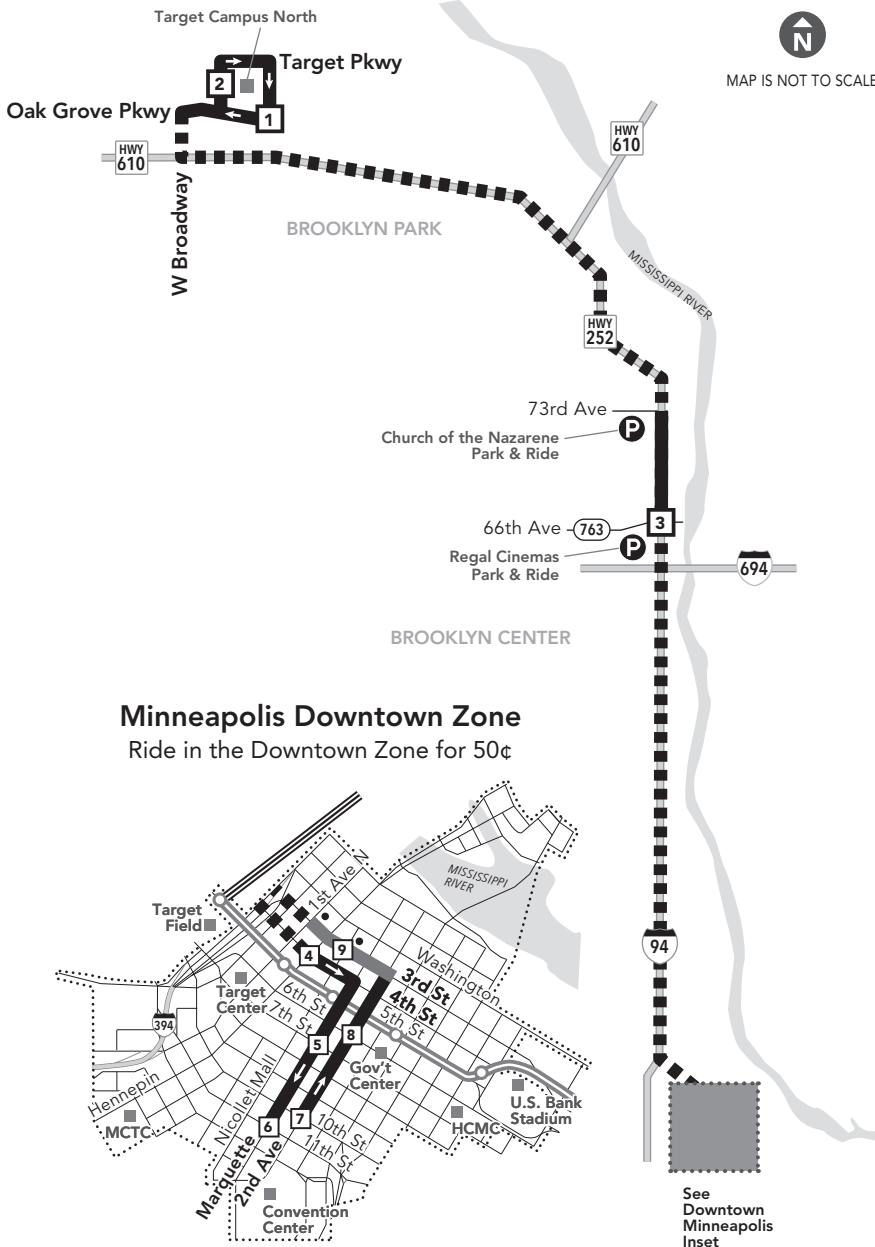 Target Campus North
N
MAP IS NOT TO SCALE
Target Pkwy
2
1
Oak Grove Pkwy
HWY
610
HWY
610
W Broadway
BROOKLYN PARK
MISSISSIPPI RIVER
HWY
252
73rd Ave
P
Church of the Nazarene
Park & Ride
66th Ave
763
3
P
Regal Cinemas
Park & Ride
694
BROOKLYN CENTER
Minneapolis Downtown Zone
Ride in the Downtown Zone for 50¢
1st Ave N
MISSISSIPPI
RIVER
Target
Field
4
9
Washington
3rd St
4th St
5th St
Target
Center
6th St
7th St
394
5
8
Gov't
Center
94
Hennepin
Nicollet Mall
MCTC
6
7
10th St
11th St
HCMC
U.S. Bank
Stadium
Marquette
2nd Ave
Convention
Center
See
Downtown
Minneapolis
Inset